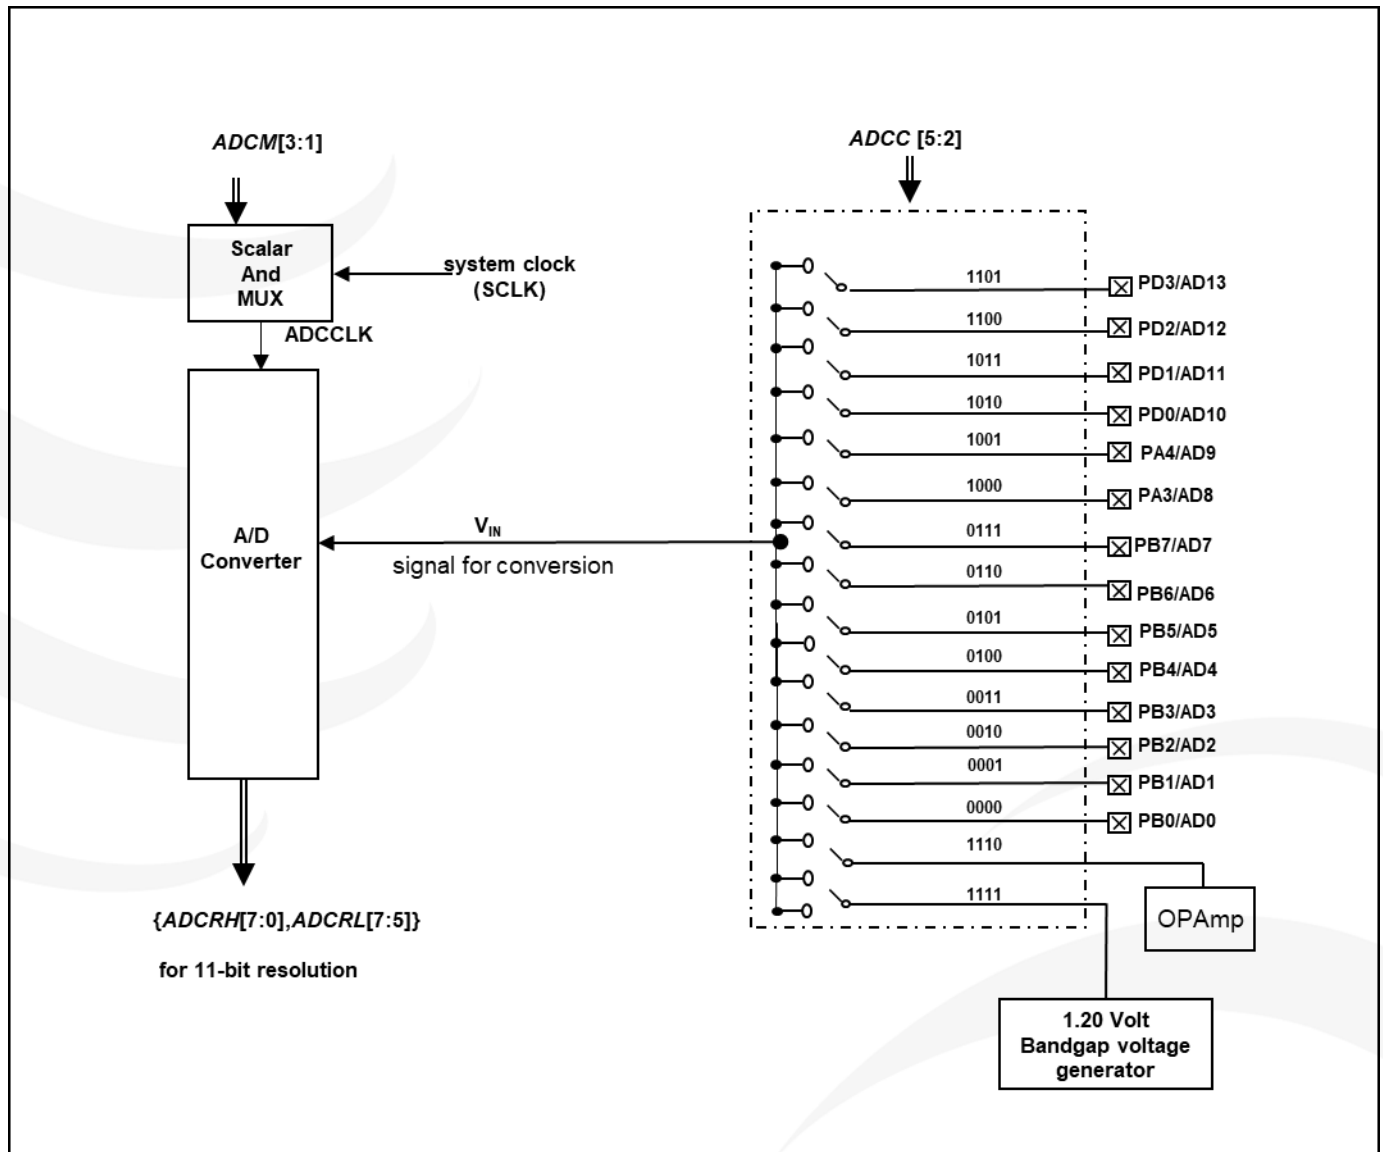 ADCM[3:1]
ADCC [5:2]
Scalar
And
MUX
system clock
(SCLK)
ADCCLK
1101
PD3/AD13
1100
PD2/AD12
1011
PD1/AD11
1010
PD0/AD10
1001
PA4/AD9
1000
PA3/AD8
A/D
Converter
VIN
signal for conversion
0111
PB7/AD7
0110
PB6/AD6
0101
PB5/AD5
0100
PB4/AD4
0011
PB3/AD3
0010
PB2/AD2
0001
PB1/AD1
0000
PB0/AD0
1110
OPAmp
1111
{ADCRH[7:0],ADCRL[7:5]}
for 11-bit resolution
1.20 Volt
Bandgap voltage
generator